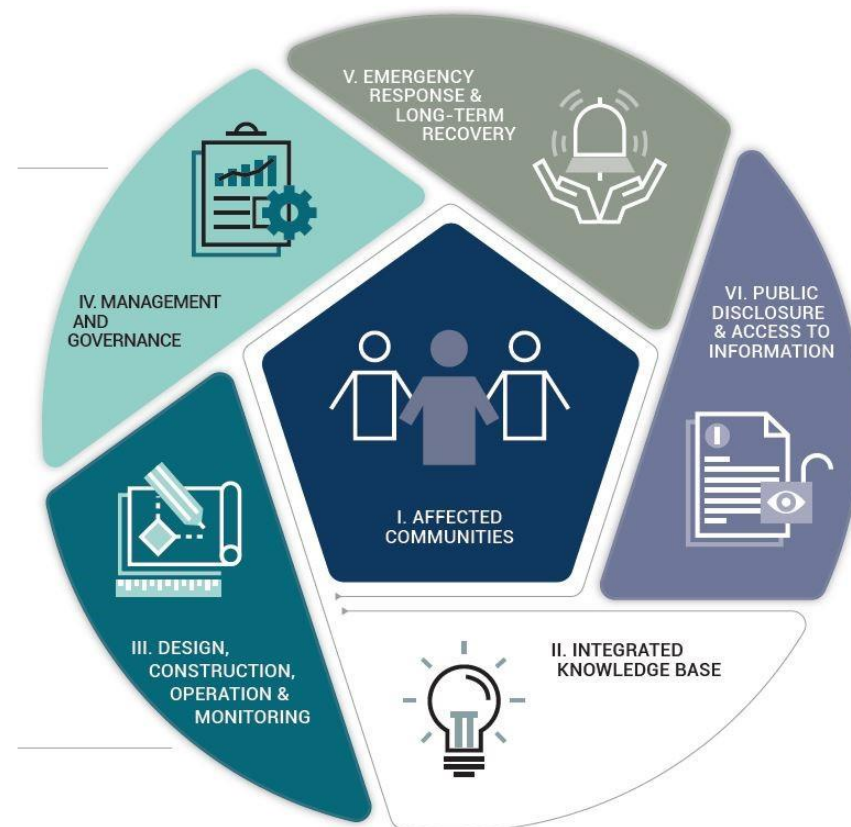 V. EMERGENCY
RESPONSE &
LONG-TERM
RECOVERY
IV. MANAGEMENT
AND
GOVERNANCE
VI. PUBLIC
DISCLOSURE
& ACCESS TO
INFORMATION
I. AFFECTED
COMMUNITIES
III. DESIGN,
CONSTRUCTION,
OPERATION &
MONITORING
II. INTEGRATED
KNOWLEDGE BASE